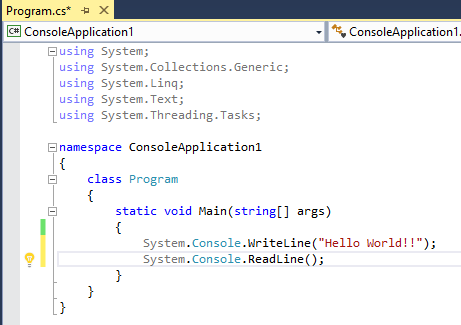 Program.cs*
C# ConsoleApplication1 ConsoleApplication1.
using System;
using System.Collections.Generic;
using System.Linq;
using System.Text;
using System.Threading.Tasks;
namespace ConsoleApplication1
{
    class Program
    {
        static void Main(string[] args)
        {
            System.Console.WriteLine("Hello World!!");
            System.Console.ReadLine();
        }
    }
}